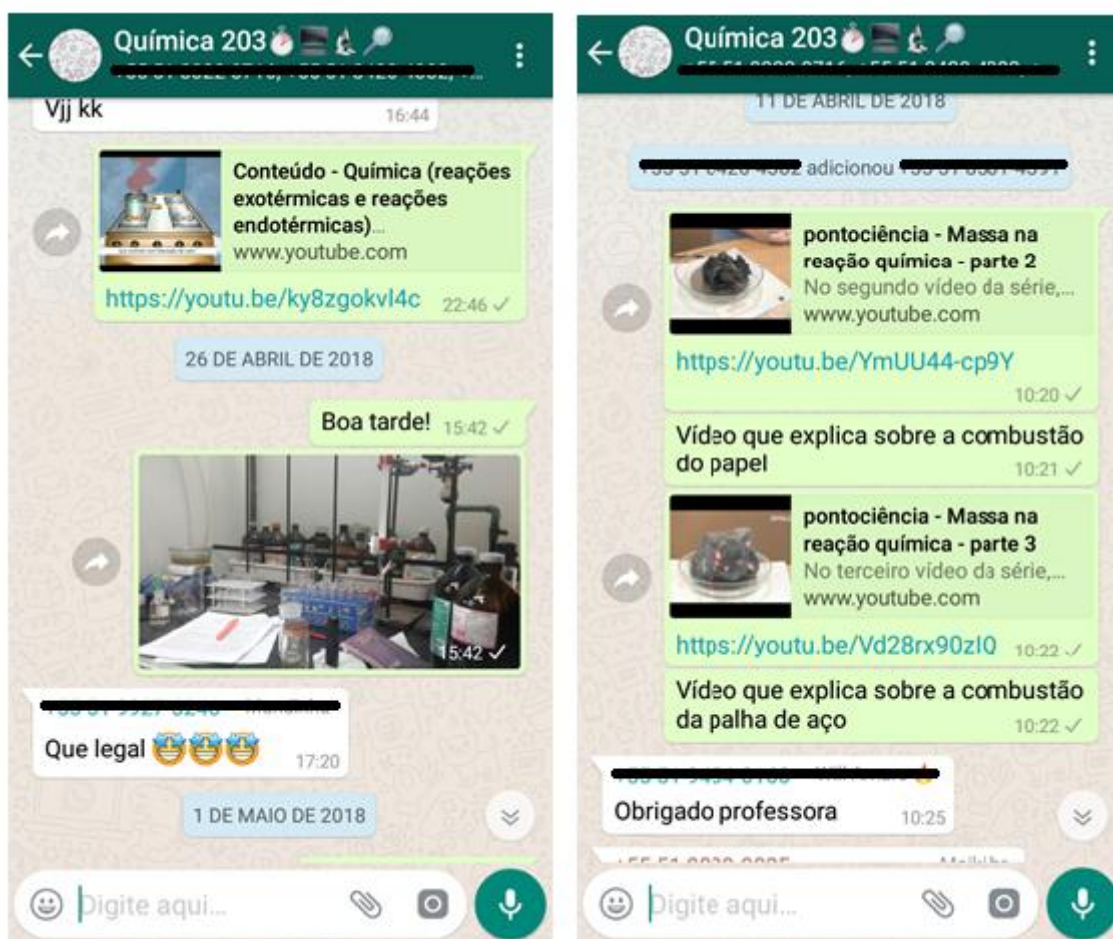 Química 203
Vjj kk
16:44
Conteúdo - Química (reações
exotérmicas e reações
endotérmicas)...
www.youtube.com
https://youtu.be/ky8zgokvl4c 22:46
26 DE ABRIL DE 2018
Boa tarde! 15:42
15:42
Que legal 🤩🤩🤩
17:20
1 DE MAIO DE 2018
Digite aqui...
Química 203
11 DE ABRIL DE 2018
adicionou
pontociência - Massa na
reação química - parte 2
No segundo vídeo da série,...
www.youtube.com
https://youtu.be/YmUU44-cp9Y
10:20
Vídeo que explica sobre a combustão
do papel 10:21
pontociência - Massa na
reação química - parte 3
No terceiro vídeo da série,...
www.youtube.com
https://youtu.be/Vd28rx90zIQ 10:22
Vídeo que explica sobre a combustão
da palha de aço 10:22
Obrigado professora 10:25
Digite aqui...